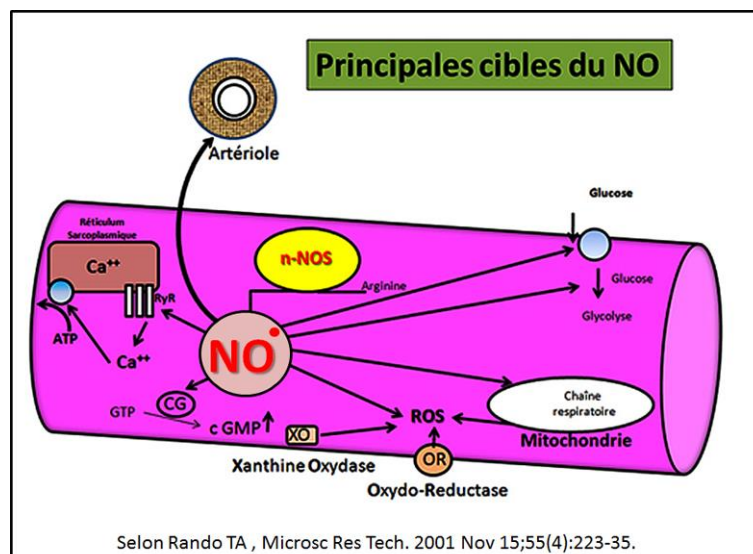 Principales cibles du NO
Artériole
Glucose
Réticulum
Sarcoplasmique
Ca⁺⁺
n-NOS
Arginine
RyR
Glucose
ATP
Ca⁺⁺
NO•
Glycolyse
CG
GTP
c GMP
XO
ROS
Chaîne
respiratoire
Mitochondrie
Xanthine Oxydase
OR
Oxydo-Reductase
Selon Rando TA , Microsc Res Tech. 2001 Nov 15;55(4):223-35.